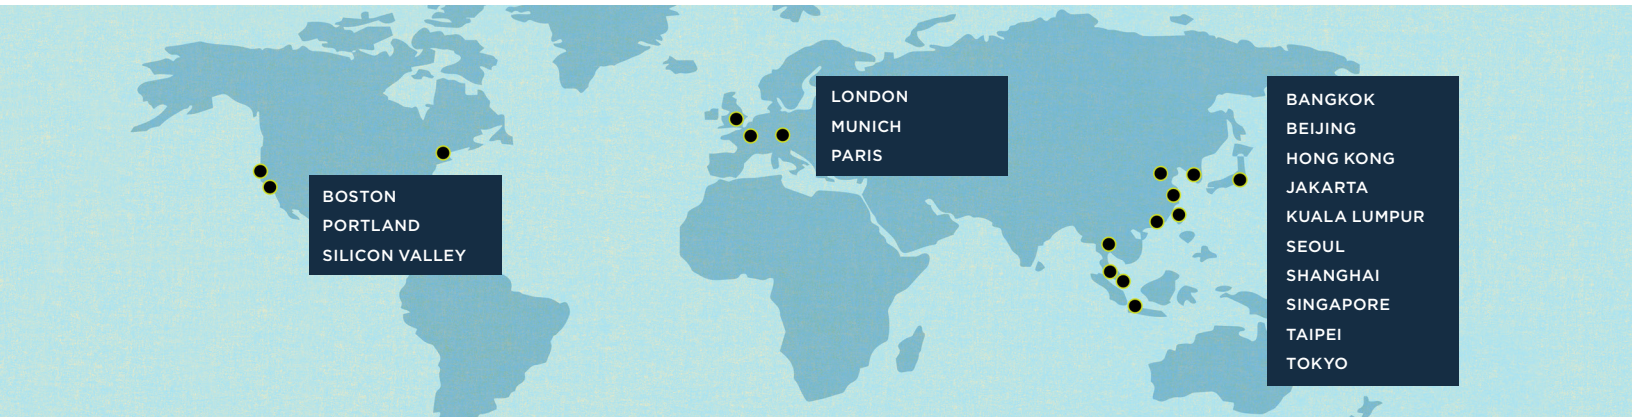 BOSTON
PORTLAND
SILICON VALLEY
LONDON
MUNICH
PARIS
BANGKOK
BEIJING
HONG KONG
JAKARTA
KUALA LUMPUR
SEOUL
SHANGHAI
SINGAPORE
TAIPEI
TOKYO